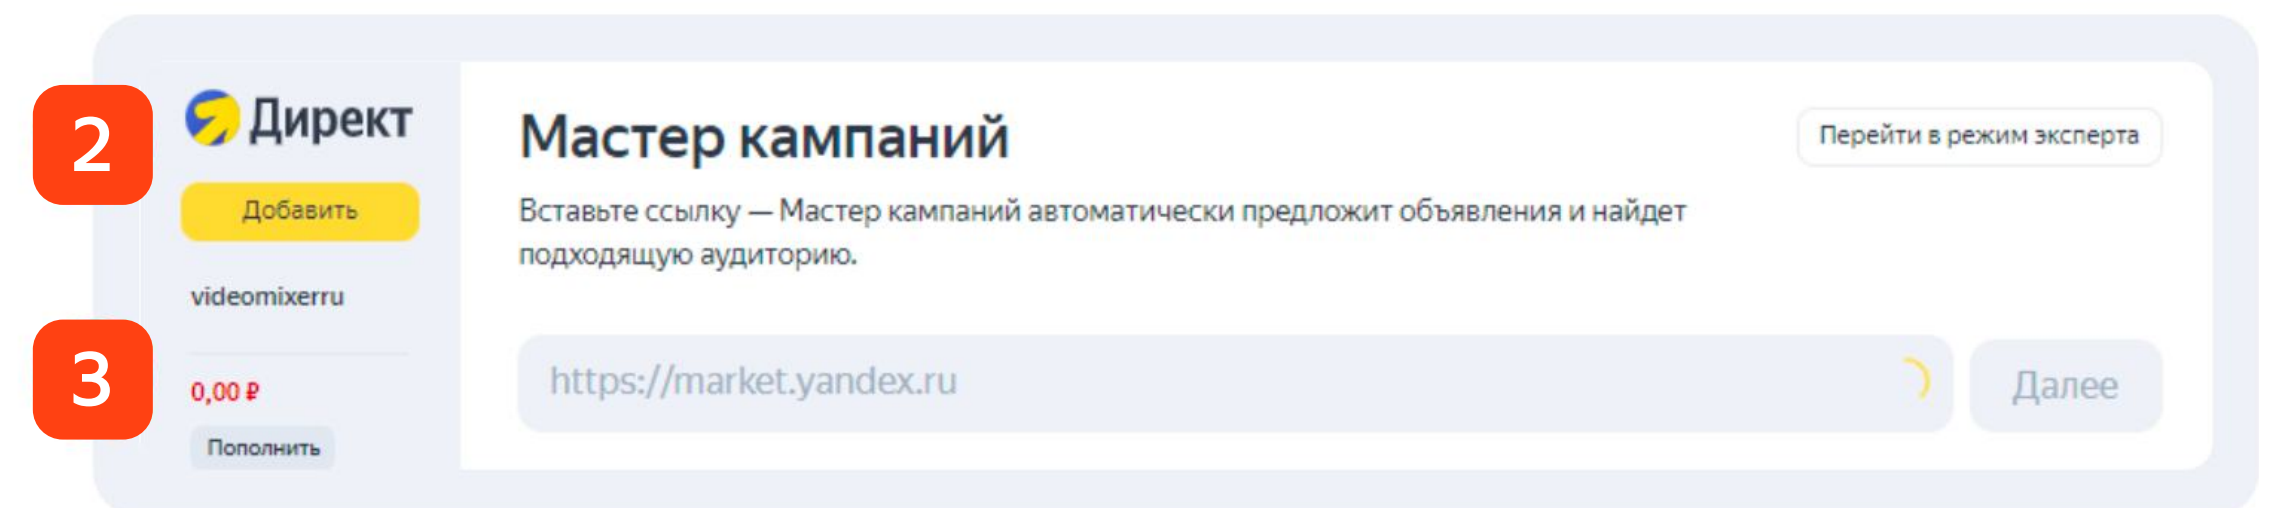 2
Директ
Добавить
videomixerru
3
0,00 ₽
Пополнить
Мастер кампаний
Перейти в режим эксперта
Вставьте ссылку — Мастер кампаний автоматически предложит объявления и найдет
подходящую аудиторию.
https://market.yandex.ru
Далее